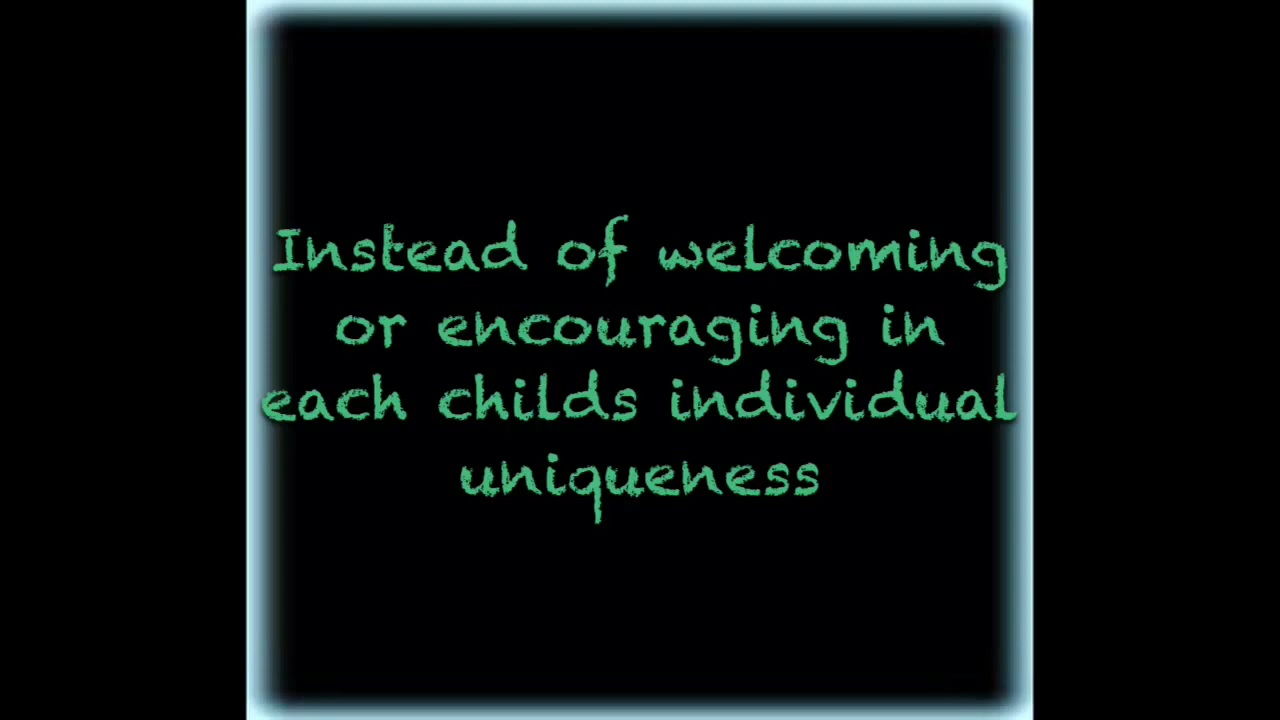 Instead of welcoming
or encouraging in
each childs individual
uniqueness